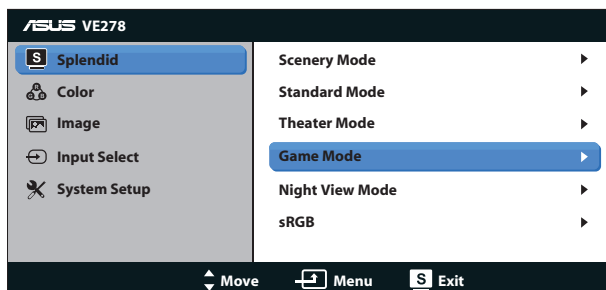 ASUS VE278
S Splendid
Color
Image
Input Select
System Setup
Scenery Mode
Standard Mode
Theater Mode
Game Mode
Night View Mode
sRGB
Move Menu S Exit